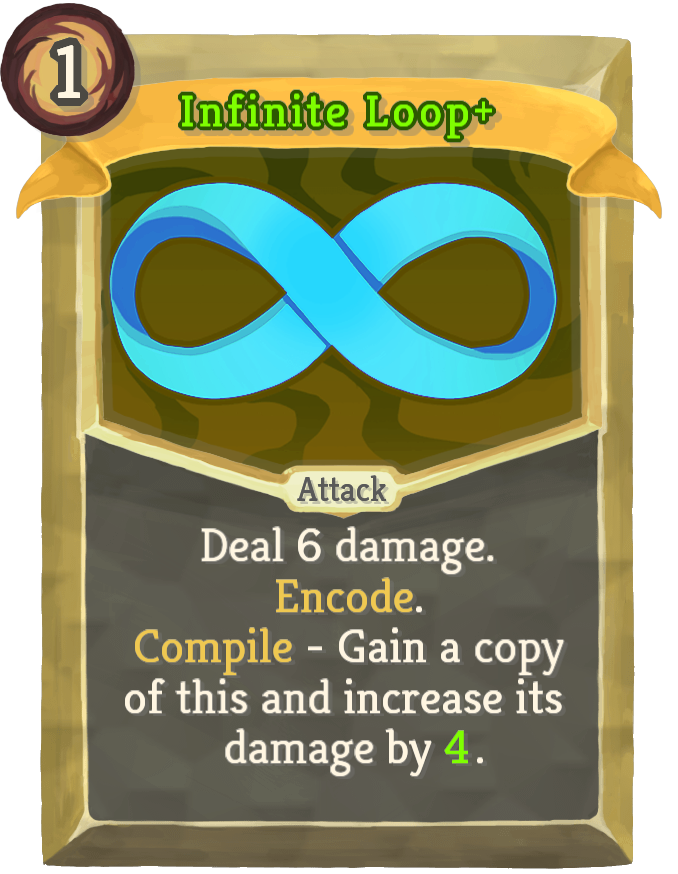 1
Infinite Loop+
Attack
Deal 6 damage.
Encode.
Compile - Gain a copy
of this and increase its
damage by 4.